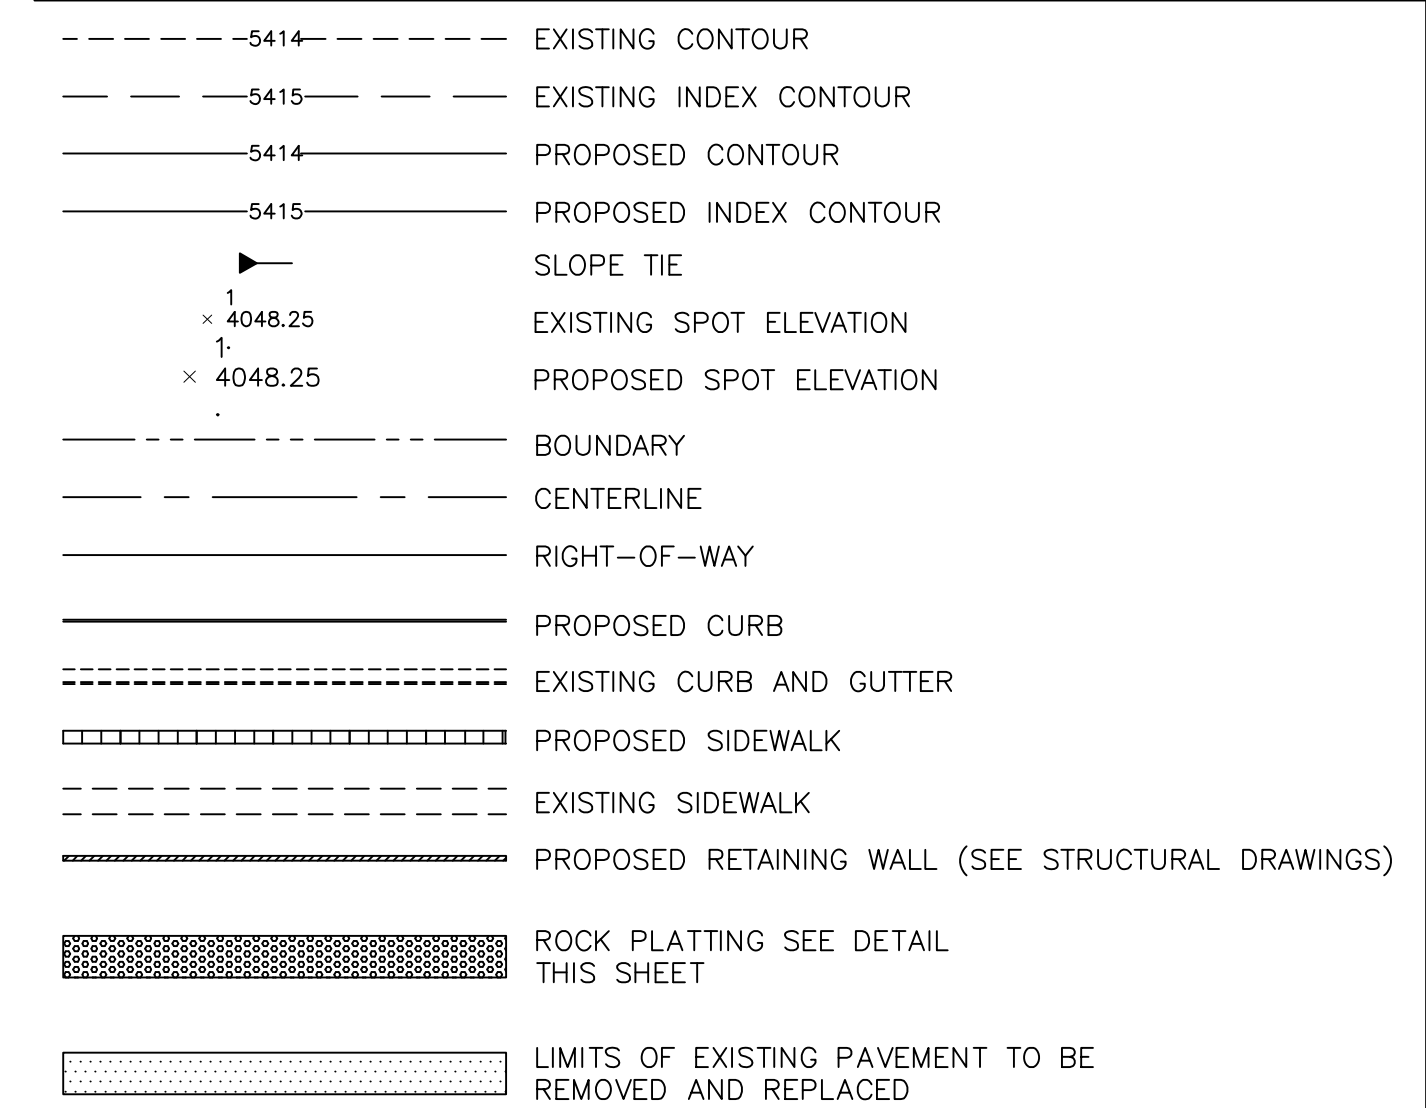 5414 EXISTING CONTOUR
5415 EXISTING INDEX CONTOUR
5414 PROPOSED CONTOUR
5415 PROPOSED INDEX CONTOUR
SLOPE TIE
1
× 4048.25 EXISTING SPOT ELEVATION
1.
× 4048.25 PROPOSED SPOT ELEVATION
.
BOUNDARY
CENTERLINE
RIGHT-OF-WAY
PROPOSED CURB
EXISTING CURB AND GUTTER
PROPOSED SIDEWALK
EXISTING SIDEWALK
PROPOSED RETAINING WALL (SEE STRUCTURAL DRAWINGS)
ROCK PLATTING SEE DETAIL
THIS SHEET
LIMITS OF EXISTING PAVEMENT TO BE
REMOVED AND REPLACED